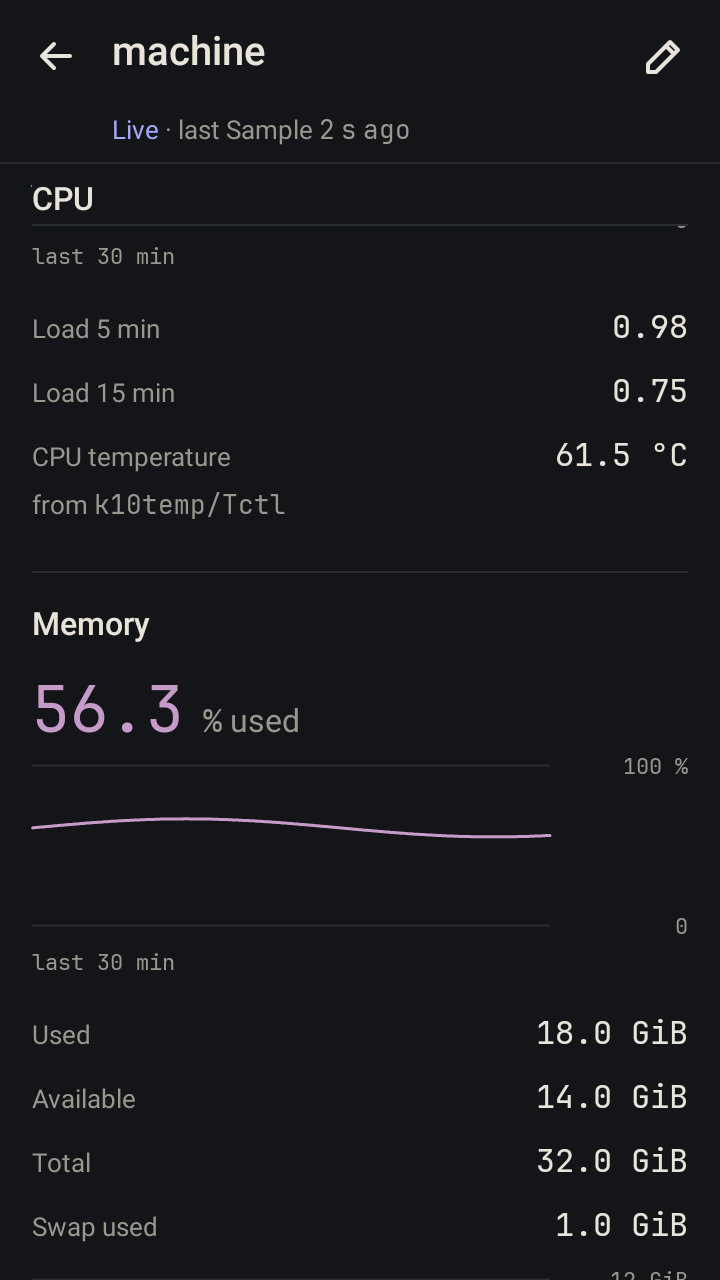 machine
Live · last Sample 2 s ago
CPU
last 30 min
Load 5 min 0.98
Load 15 min 0.75
CPU temperature 61.5 °C
from k10temp/Tctl
Memory
56.3 % used
100 %
0
last 30 min
Used 18.0 GiB
Available 14.0 GiB
Total 32.0 GiB
Swap used 1.0 GiB